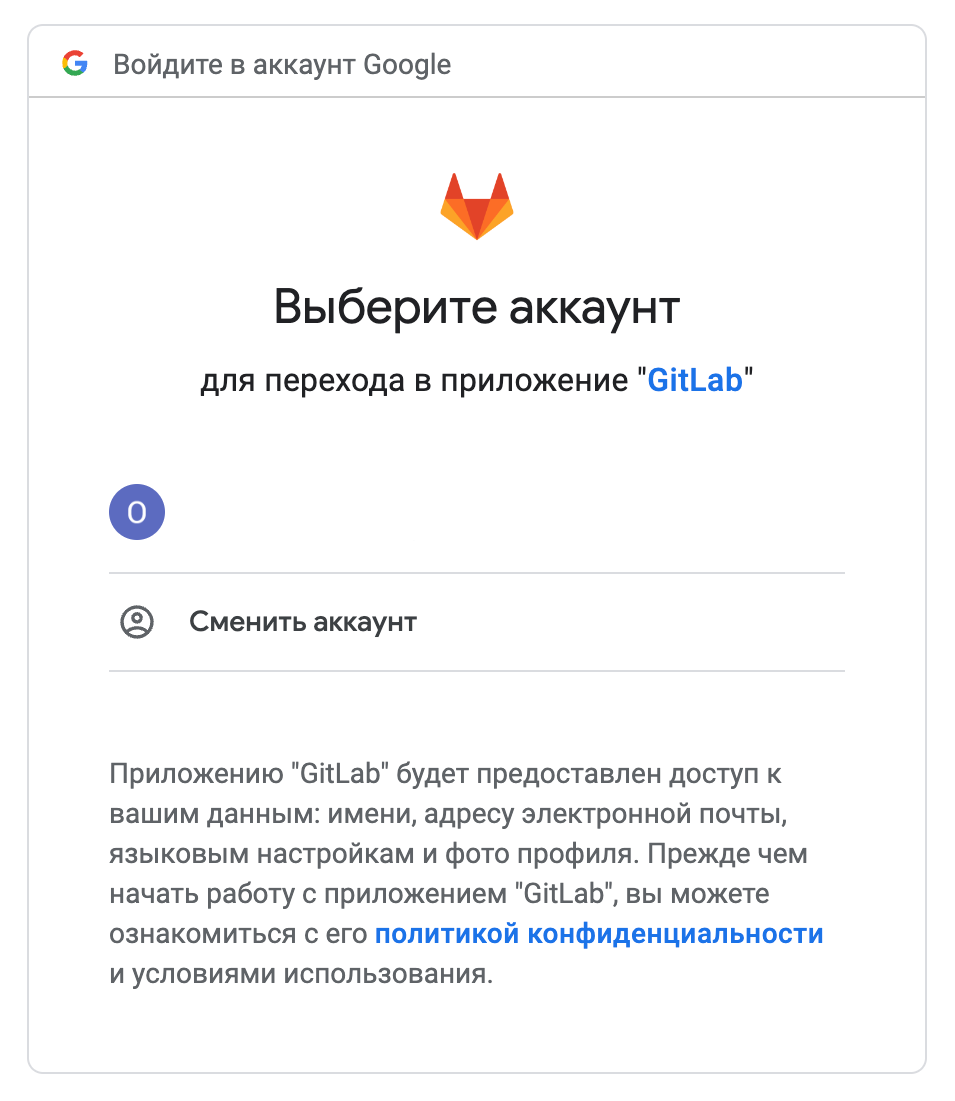 Войдите в аккаунт Google
Выберите аккаунт
для перехода в приложение "GitLab"
O
Сменить аккаунт
Приложению "GitLab" будет предоставлен доступ к
вашим данным: имени, адресу электронной почты,
языковым настройкам и фото профиля. Прежде чем
начать работу с приложением "GitLab", вы можете
ознакомиться с его политикой конфиденциальности
и условиями использования.